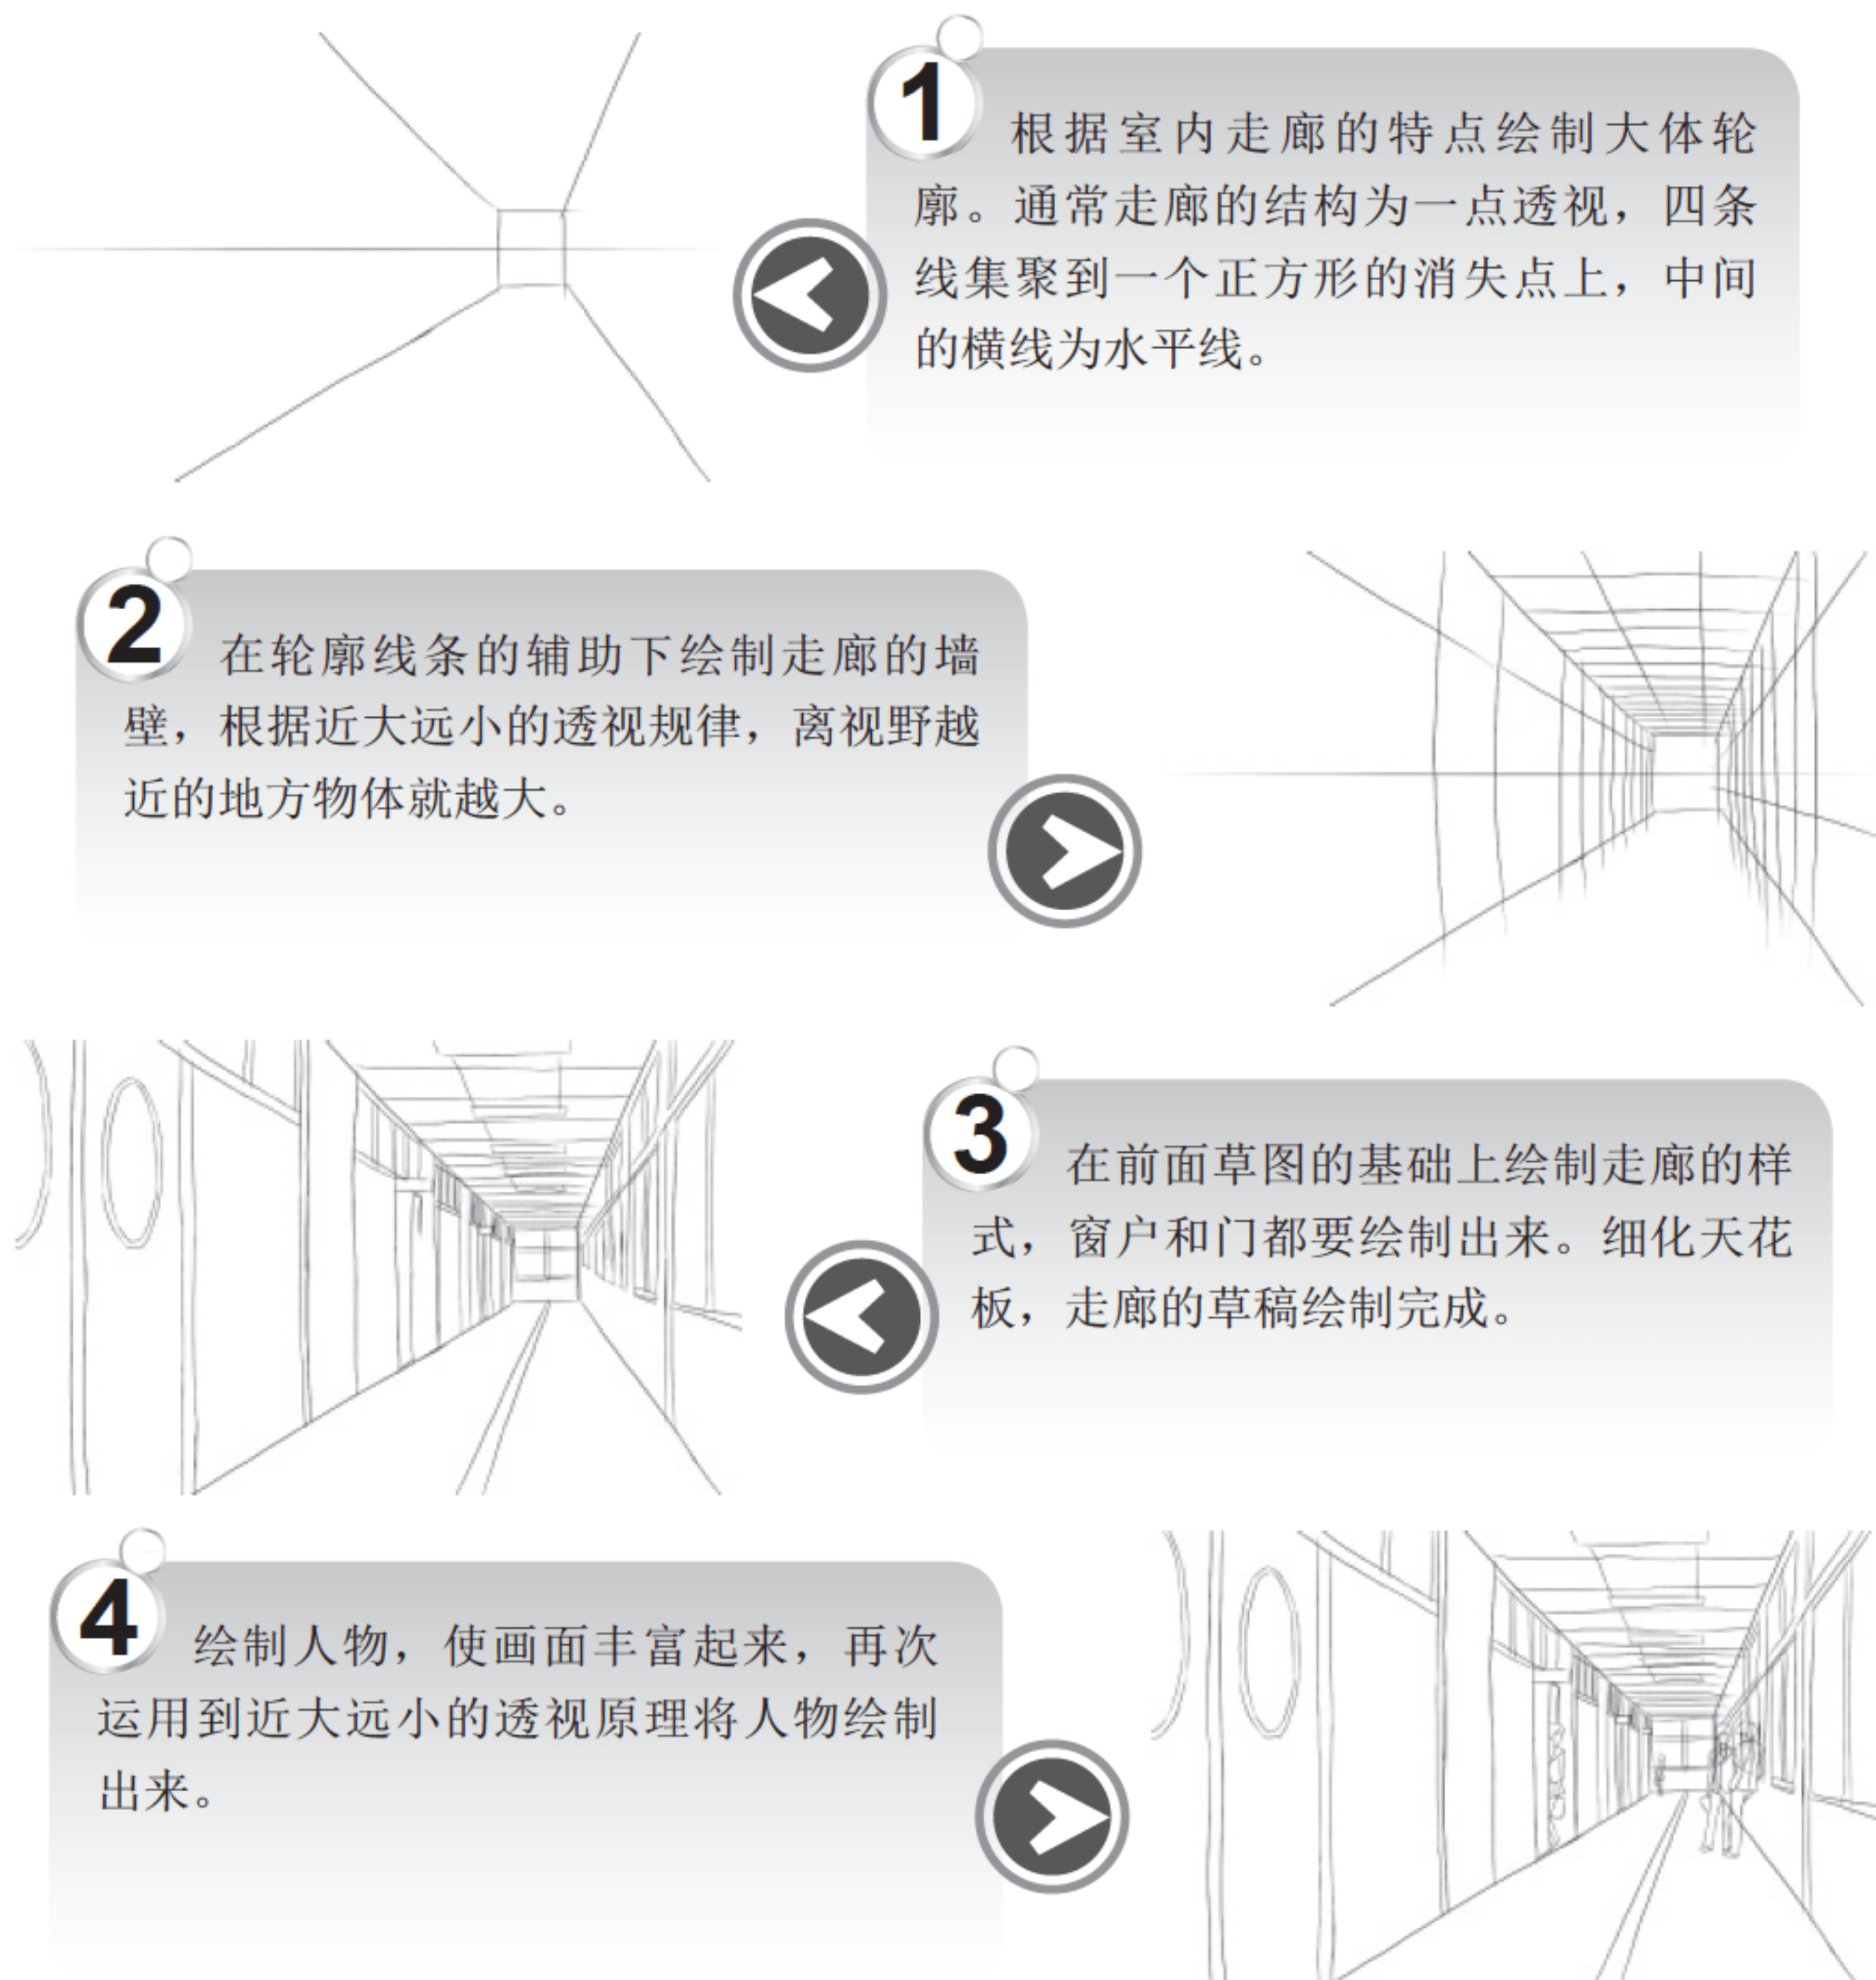 1
根据室内走廊的特点绘制大体轮
廓。通常走廊的结构为一点透视，四条
线集聚到一个正方形的消失点上，中间
的横线为水平线。
2
在轮廓线条的辅助下绘制走廊的墙
壁，根据近大远小的透视规律，离视野越
近的地方物体就越大。
3
在前面草图的基础上绘制走廊的样
式，窗户和门都要绘制出来。细化天花
板，走廊的草稿绘制完成。
4
绘制人物，使画面丰富起来，再次
运用到近大远小的透视原理将人物绘制
出来。